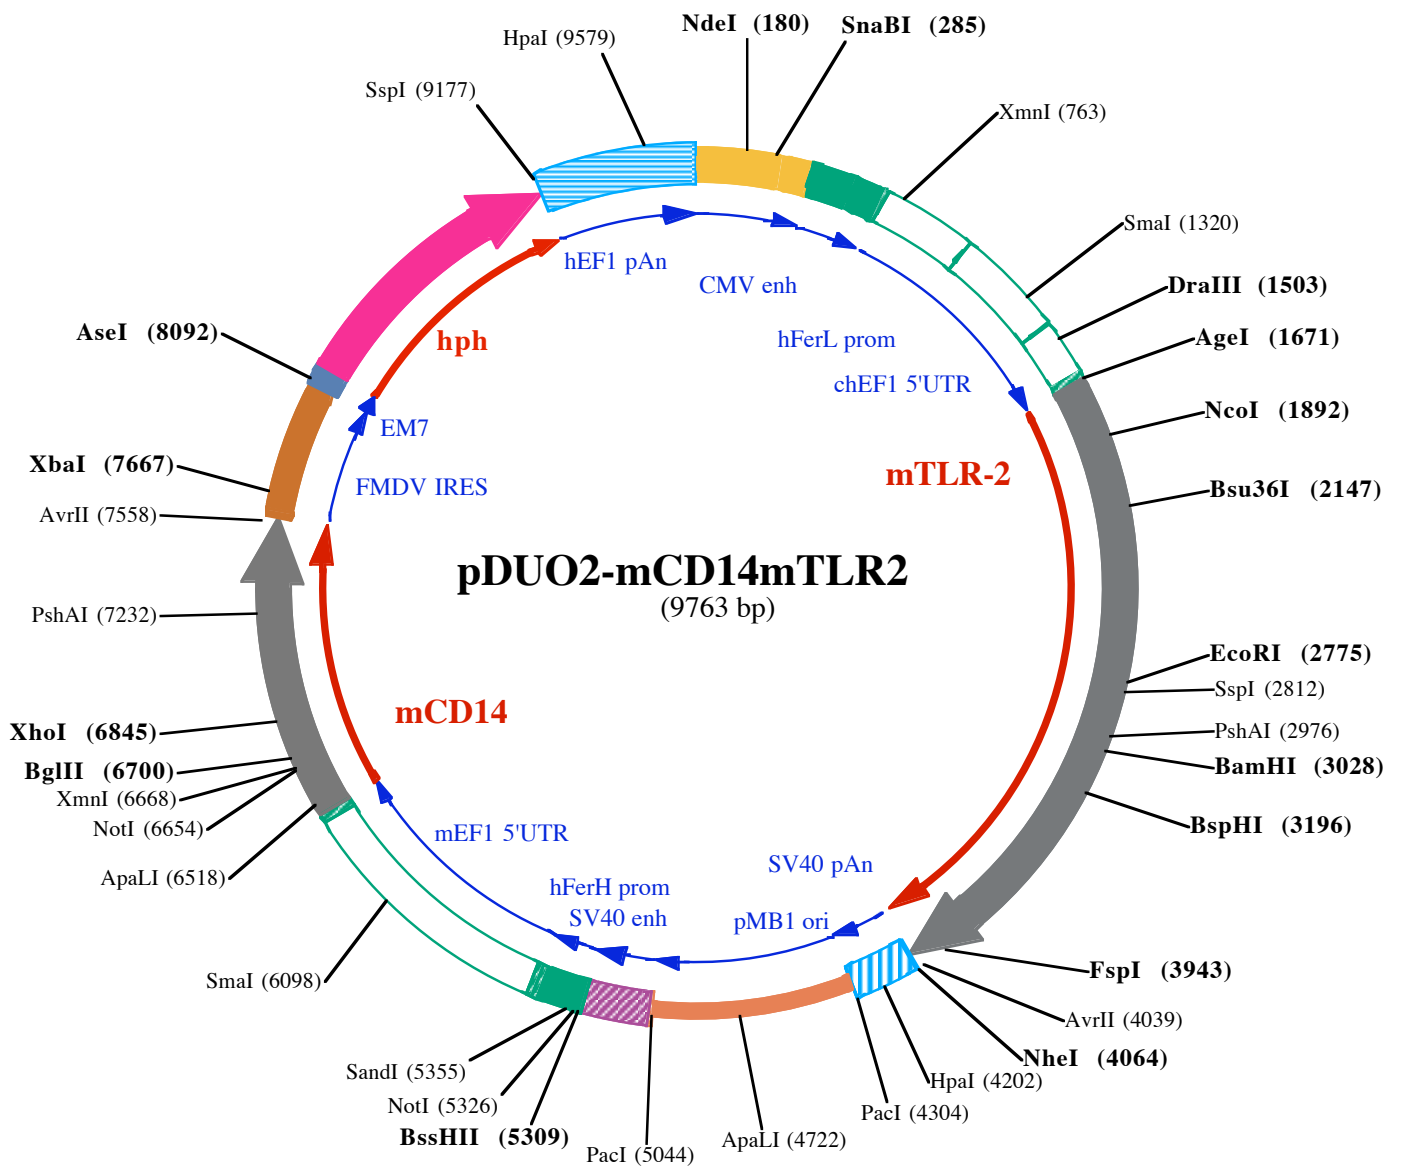 NdeI (180)
SnaBI (285)
HpaI (9579)
SspI (9177)
XmnI (763)
SmaI (1320)
DraIII (1503)
AgeI (1671)
NcoI (1892)
Bsu36I (2147)
EcoRI (2775)
SspI (2812)
PshAI (2976)
BamHI (3028)
BspHI (3196)
FspI (3943)
AvrII (4039)
NheI (4064)
HpaI (4202)
PacI (4304)
ApaLI (4722)
PacI (5044)
BssHII (5309)
NotI (5326)
SandI (5355)
SmaI (6098)
ApaLI (6518)
NotI (6654)
XmnI (6668)
BglII (6700)
XhoI (6845)
PshAI (7232)
AvrII (7558)
XbaI (7667)
AseI (8092)
hEF1 pAn
CMV enh
hFerL prom
chEF1 5'UTR
mTLR-2
hph
EM7
FMDV IRES
pDUO2-mCD14mTLR2
(9763 bp)
mCD14
mEF1 5'UTR
hFerH prom
SV40 enh
pMB1 ori
SV40 pAn